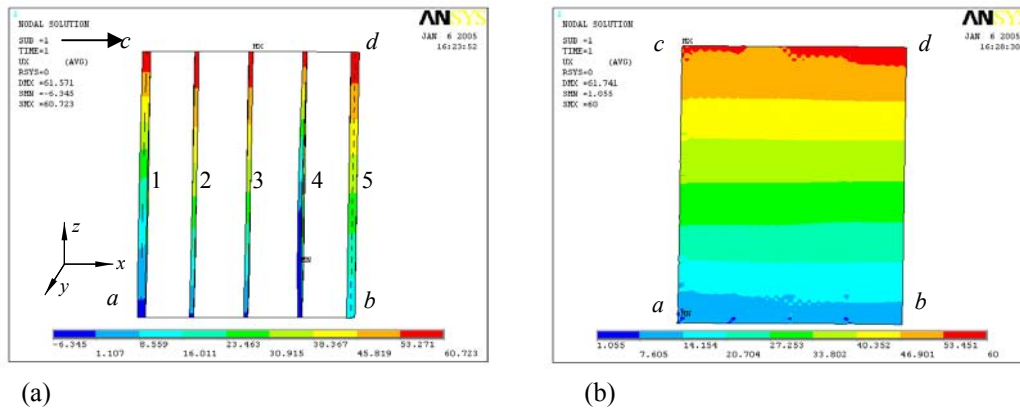 1
NODAL SOLUTION
SUB =1
TIME=1
UX (AVG)
RSYS=0
DMX =61.571
SMN =-6.345
SMX =60.723
ANSYS
JAN 6 2005
16:23:52
c
MX
d
1
2
3
4
5
z
x
y
MN
a
b
-6.345
8.559
23.463
38.367
53.271
1.107
16.011
30.915
45.819
60.723
(a)
1
NODAL SOLUTION
SUB =1
TIME=1
UX (AVG)
RSYS=0
DMX =61.741
SMN =1.055
SMX =60
ANSYS
JAN 6 2005
16:28:30
c
MX
d
a
MN
b
1.055
14.154
27.253
40.352
53.451
7.605
20.704
33.802
46.901
60
(b)